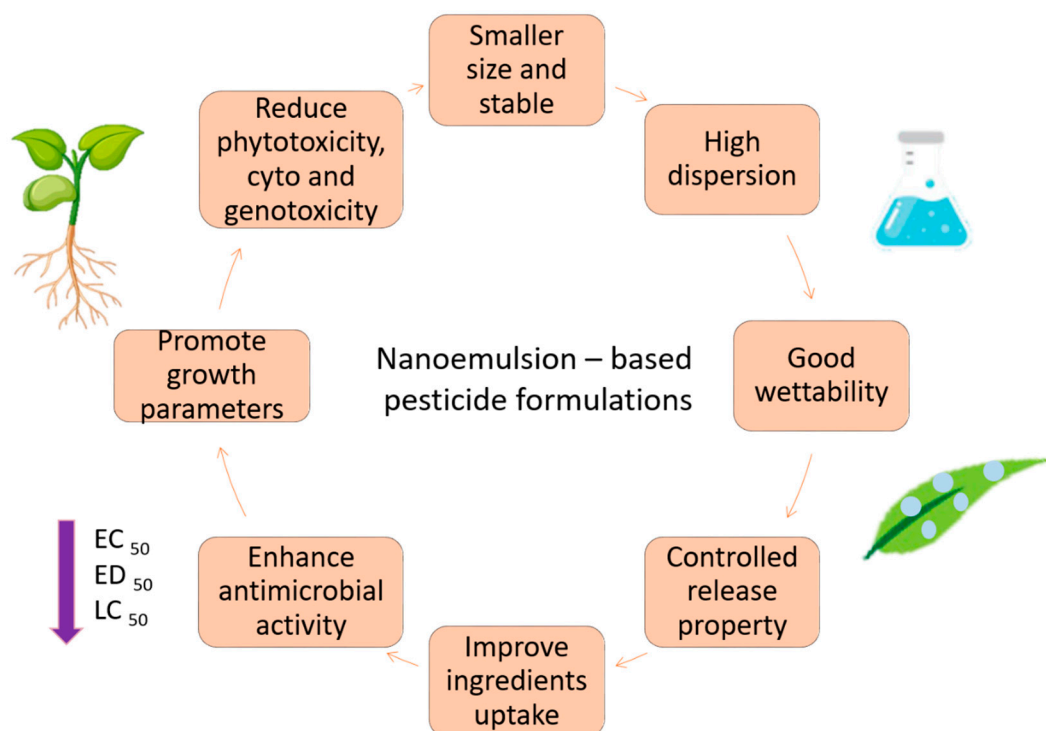 Smaller
size and
stable
High
dispersion
Good
wettability
Controlled
release
property
Improve
ingredients
uptake
Enhance
antimicrobial
activity
Promote
growth
parameters
Reduce
phytotoxicity,
cyto and
genotoxicity
Nanoemulsion – based
pesticide formulations
EC 50
ED 50
LC 50